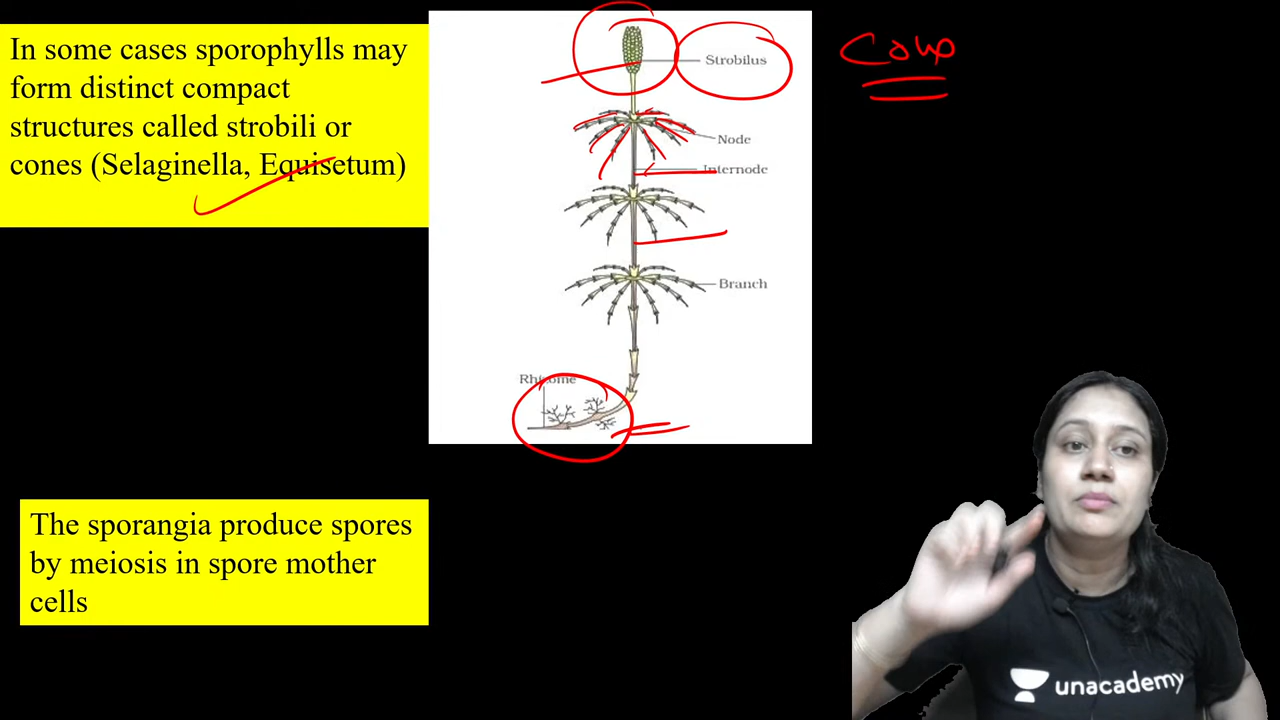 In some cases sporophylls may
form distinct compact
structures called strobili or
cones (Selaginella, Equisetum)
Strobilus
Node
Internode
Branch
Rhizome
The sporangia produce spores
by meiosis in spore mother
cells
unacademy